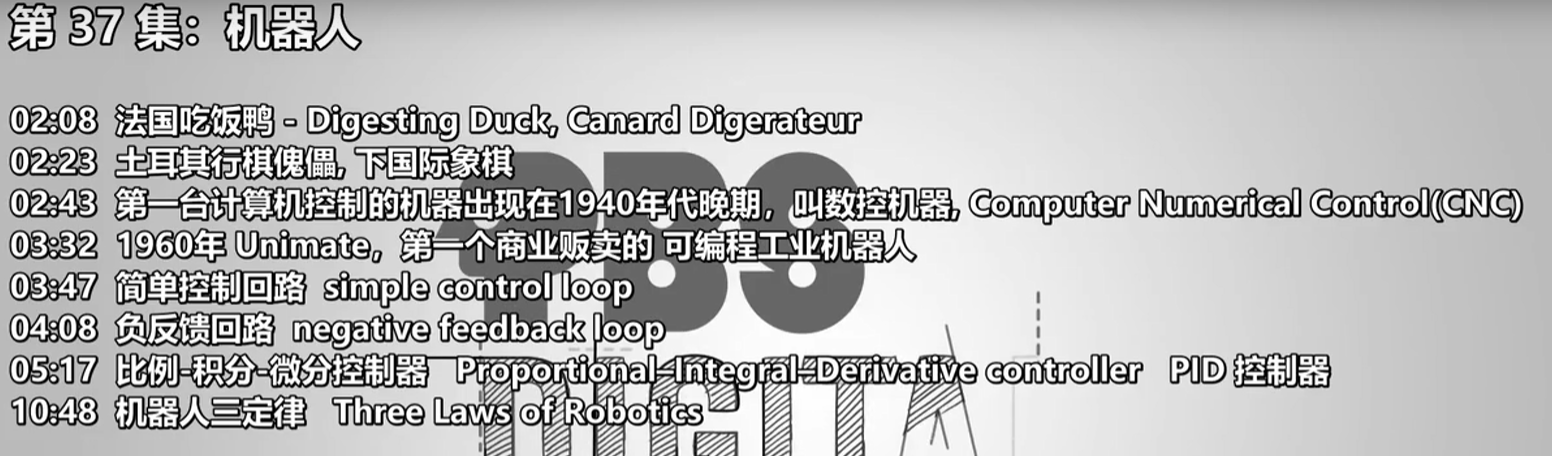 第 37 集：机器人
02:08 法国吃饭鸭 - Digesting Duck, Canard Digerateur
02:23 土耳其行棋傀儡, 下国际象棋
02:43 第一台计算机控制的机器出现在1940年代晚期，叫数控机器, Computer Numerical Control(CNC)
03:32 1960年 Unimate，第一个商业贩卖的 可编程工业机器人
03:47 简单控制回路 simple control loop
04:08 负反馈回路 negative feedback loop
05:17 比例-积分-微分控制器 Proportional–Integral–Derivative controller PID 控制器
10:48 机器人三定律 Three Laws of Robotics
PBS
DIGITA